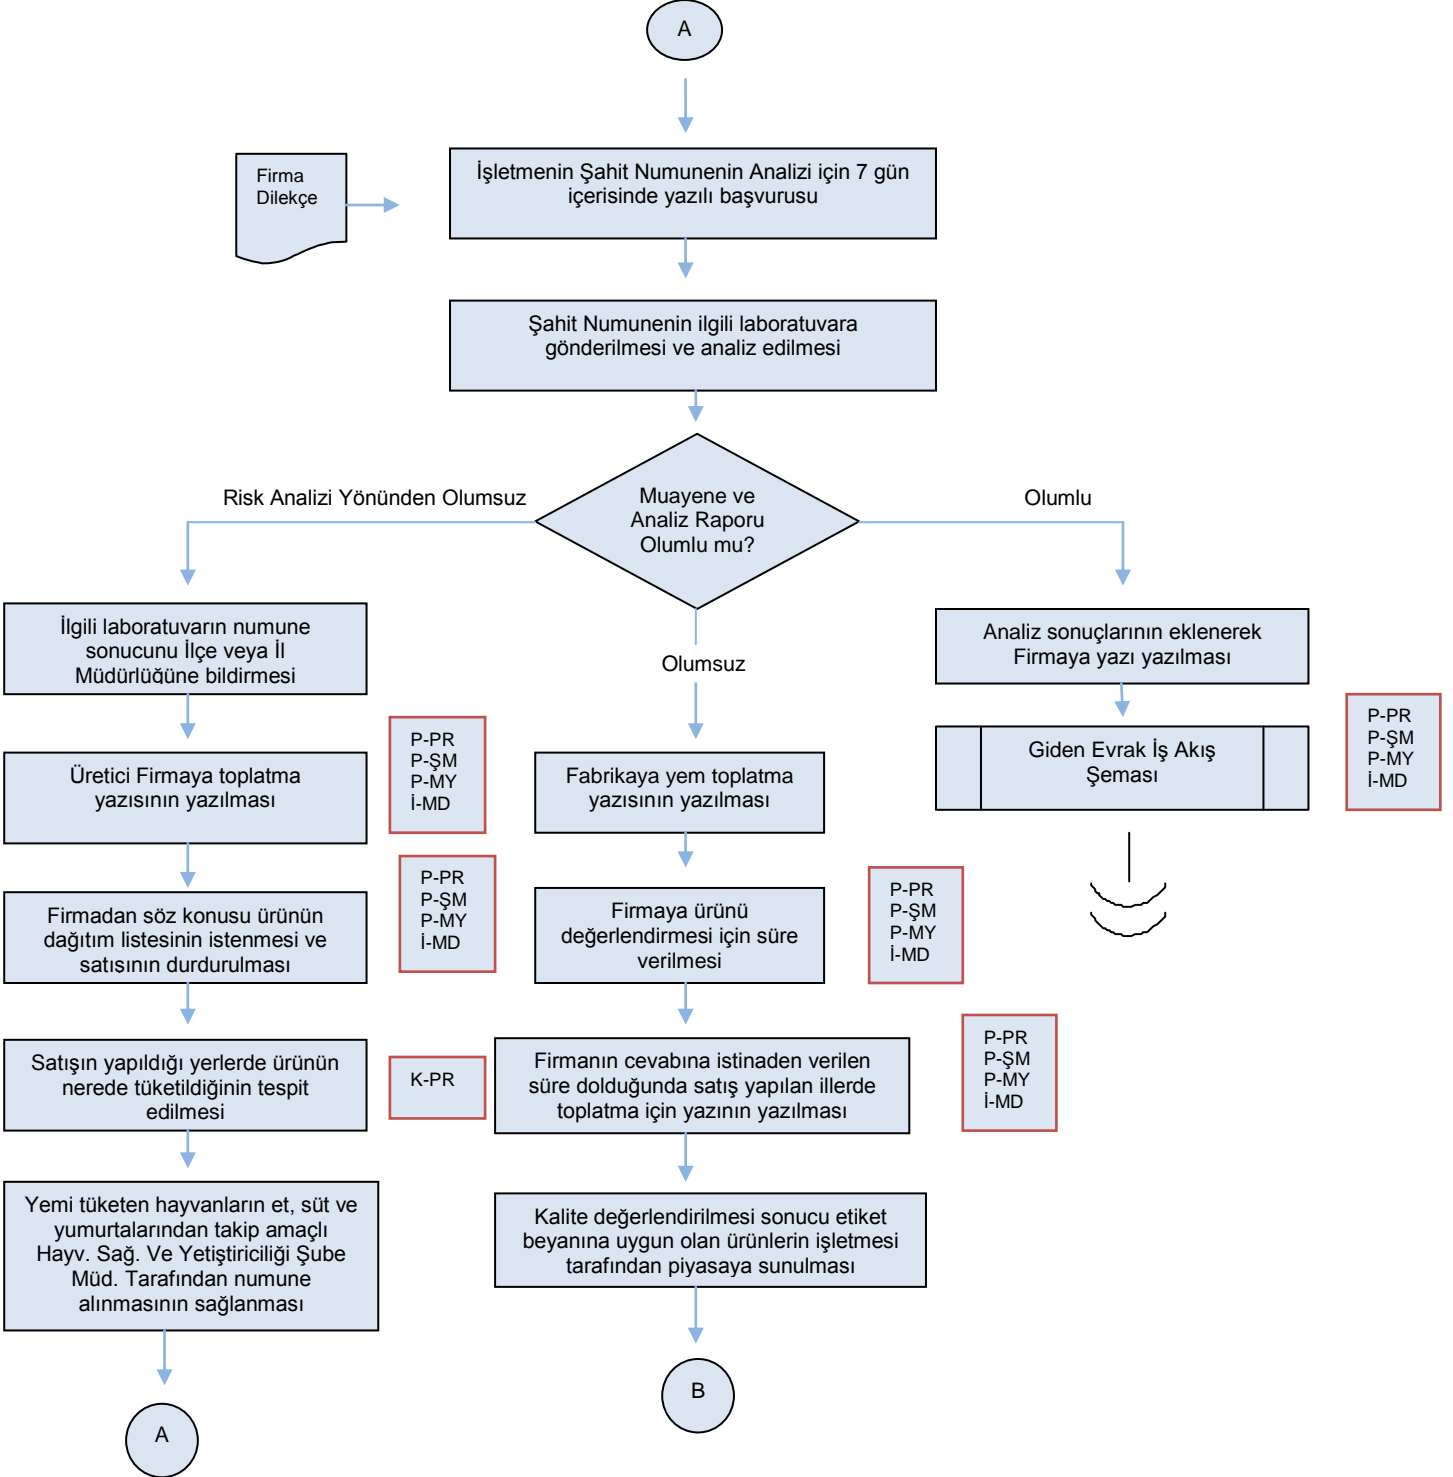 A
Firma
Dilekçe
İşletmenin Şahit Numunenin Analizi için 7 gün
içerisinde yazılı başvurusu
Şahit Numunenin ilgili laboratuvara
gönderilmesi ve analiz edilmesi
Risk Analizi Yönünden Olumsuz
Muayene ve
Analiz Raporu
Olumlu mu?
Olumlu
Olumsuz
İlgili laboratuvarın numune
sonucunu İlçe veya İl
Müdürlüğüne bildirmesi
Üretici Firmaya toplatma
yazısının yazılması
P-PR
P-ŞM
P-MY
İ-MD
Firmadan söz konusu ürünün
dağıtım listesinin istenmesi ve
satısının durdurulması
P-PR
P-ŞM
P-MY
İ-MD
Satışın yapıldığı yerlerde ürünün
nerede tüketildiğinin tespit
edilmesi
K-PR
Yemi tüketen hayvanların et, süt ve
yumurtalarından takip amaçlı
Hayv. Sağ. Ve Yetiştiriciliği Şube
Müd. Tarafından numune
alınmasının sağlanması
A
Fabrikaya yem toplatma
yazısının yazılması
Firmaya ürünü
değerlendirmesi için süre
verilmesi
P-PR
P-ŞM
P-MY
İ-MD
Firmanın cevabına istinaden verilen
süre dolduğunda satış yapılan illerde
toplatma için yazının yazılması
P-PR
P-ŞM
P-MY
İ-MD
Kalite değerlendirilmesi sonucu etiket
beyanına uygun olan ürünlerin işletmesi
tarafından piyasaya sunulması
B
Analiz sonuçlarının eklenerek
Firmaya yazı yazılması
Giden Evrak İş Akış
Şeması
P-PR
P-ŞM
P-MY
İ-MD